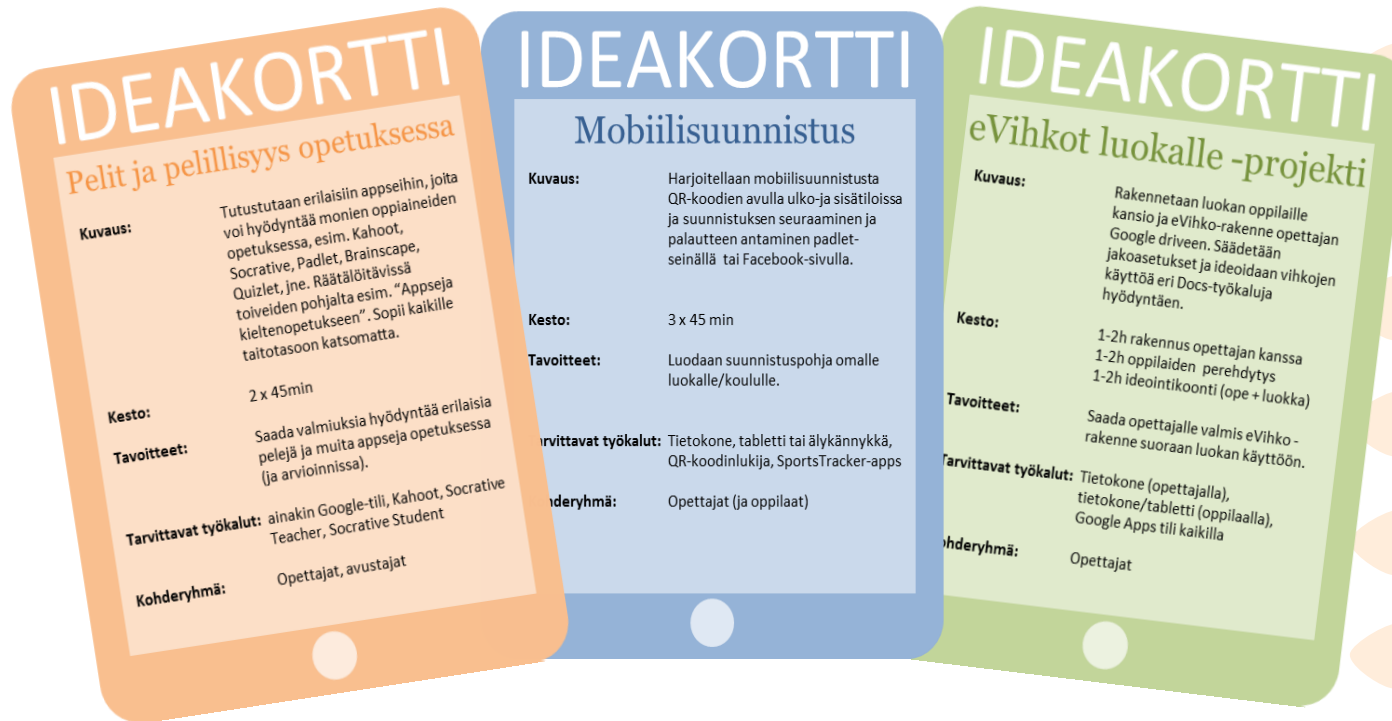 IDEAKORTTI
Pelit ja pelillisyys opetuksessa
Kuvaus:
Tutustutaan erilaisiin appseihin, joita
voi hyödyntää monien oppiaineiden
opetuksessa, esim. Kahoot,
Socrative, Padlet, Brainscape,
Quizlet, jne. Räätälöitävissä
toiveiden pohjalta esim. “Appseja
kieltenopetukseen”. Sopii kaikille
taitotasoon katsomatta.
Kesto:
2 x 45min
Tavoitteet:
Saada valmiuksia hyödyntää erilaisia
pelejä ja muita appseja opetuksessa
(ja arvioinnissa).
Tarvittavat työkalut:
ainakin Google-tili, Kahoot, Socrative
Teacher, Socrative Student
Kohderyhmä:
Opettajat, avustajat
IDEAKORTTI
Mobiilisuunnistus
Kuvaus:
Harjoitellaan mobiilisuunnistusta
QR-koodien avulla ulko-ja sisätiloissa
ja suunnistuksen seuraaminen ja
palautteen antaminen padlet-
seinällä tai Facebook-sivulla.
Kesto:
3 x 45 min
Tavoitteet:
Luodaan suunnistuspohja omalle
luokalle/koululle.
arvittavat työkalut:
Tietokone, tabletti tai älykännykkä,
QR-koodinlukija, SportsTracker-apps
hderyhmä:
Opettajat (ja oppilaat)
IDEAKORTTI
eVihkot luokalle -projekti
Kuvaus:
Rakennetaan luokan oppilaille
kansio ja eVihko-rakenne opettajan
Google driveen. Säädetään
jakoasetukset ja ideoidaan vihkojen
käyttöä eri Docs-työkaluja
hyödyntäen.
Kesto:
1-2h rakennus opettajan kanssa
1-2h oppilaiden perehdytys
1-2h ideointikoonti (ope + luokka)
Tavoitteet:
Saada opettajalle valmis eVihko -
rakenne suoraan luokan käyttöön.
Tarvittavat työkalut:
Tietokone (opettajalla),
tietokone/tabletti (oppilaalla),
Google Apps tili kaikilla
ohderyhmä:
Opettajat